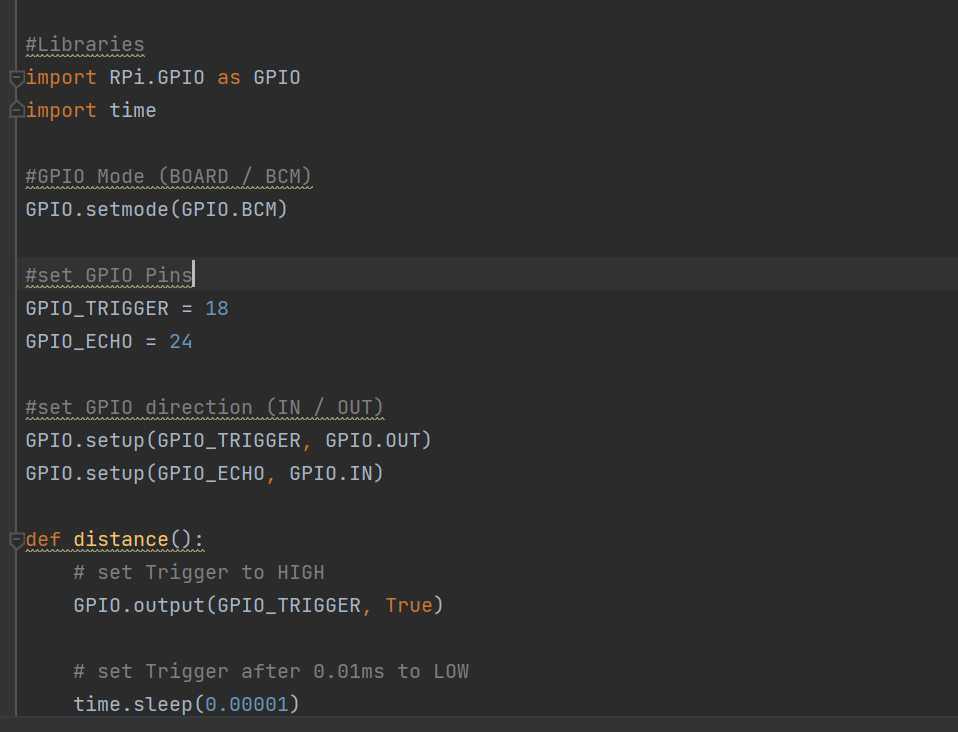 #Libraries
import RPi.GPIO as GPIO
import time
#GPIO Mode (BOARD / BCM)
GPIO.setmode(GPIO.BCM)
#set GPIO Pins
GPIO_TRIGGER = 18
GPIO_ECHO = 24
#set GPIO direction (IN / OUT)
GPIO.setup(GPIO_TRIGGER, GPIO.OUT)
GPIO.setup(GPIO_ECHO, GPIO.IN)
def distance():
    # set Trigger to HIGH
    GPIO.output(GPIO_TRIGGER, True)
    # set Trigger after 0.01ms to LOW
    time.sleep(0.00001)